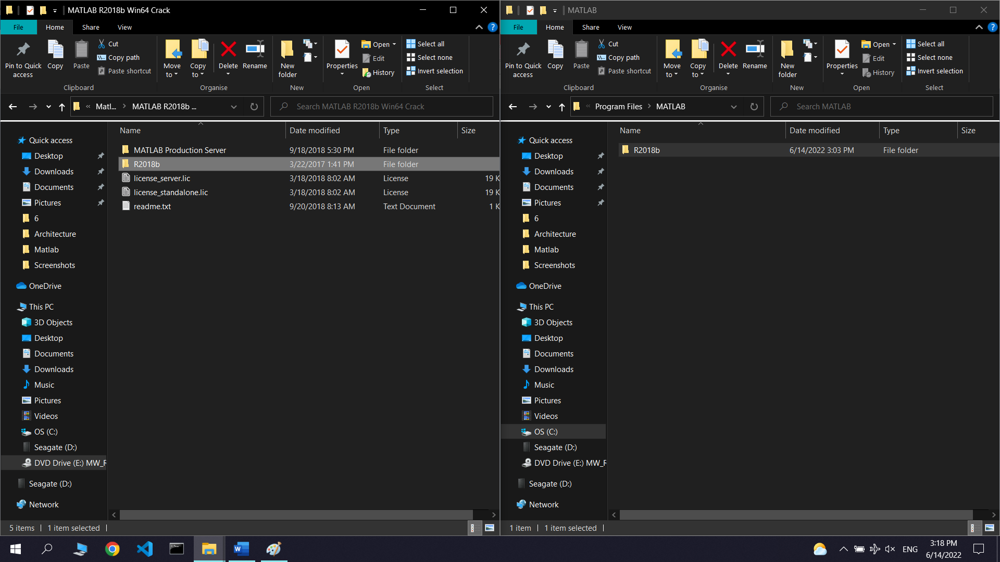 MATLAB R2018b Win64 Crack
File
Home
Share
View
Pin to Quick access
Copy
Paste
Cut
Copy path
Paste shortcut
Clipboard
Move to
Copy to
Delete
Rename
Organise
New folder
New
Properties
Open
Edit
History
Open
Select all
Select none
Invert selection
Select
« Matl... > MATLAB R2018b ...
Search MATLAB R2018b Win64 Crack
Quick access
Desktop
Downloads
Documents
Pictures
6
Architecture
Matlab
Screenshots
OneDrive
This PC
3D Objects
Desktop
Documents
Downloads
Music
Pictures
Videos
OS (C:)
Seagate (D:)
DVD Drive (E:) MW_R
Seagate (D:)
Network
Name Date modified Type Size
MATLAB Production Server 9/18/2018 5:30 PM File folder
R2018b 3/22/2017 1:41 PM File folder
license_server.lic 3/18/2018 8:02 AM License 19 K
license_standalone.lic 3/18/2018 8:02 AM License 19 K
readme.txt 9/20/2018 8:13 AM Text Document 1 K
5 items
1 item selected
MATLAB
File
Home
Share
View
Pin to Quick access
Copy
Paste
Cut
Copy path
Paste shortcut
Clipboard
Move to
Copy to
Delete
Rename
Organise
New folder
New
Properties
Open
Edit
History
Open
Select all
Select none
Invert selection
Select
« Program Files > MATLAB
Search MATLAB
Quick access
Desktop
Downloads
Documents
Pictures
6
Architecture
Matlab
Screenshots
OneDrive
This PC
3D Objects
Desktop
Documents
Downloads
Music
Pictures
Videos
OS (C:)
Seagate (D:)
DVD Drive (E:) MW_R
Seagate (D:)
Network
Name Date modified Type Size
R2018b 6/14/2022 3:03 PM File folder
1 item
1 item selected
ENG
3:18 PM
6/14/2022